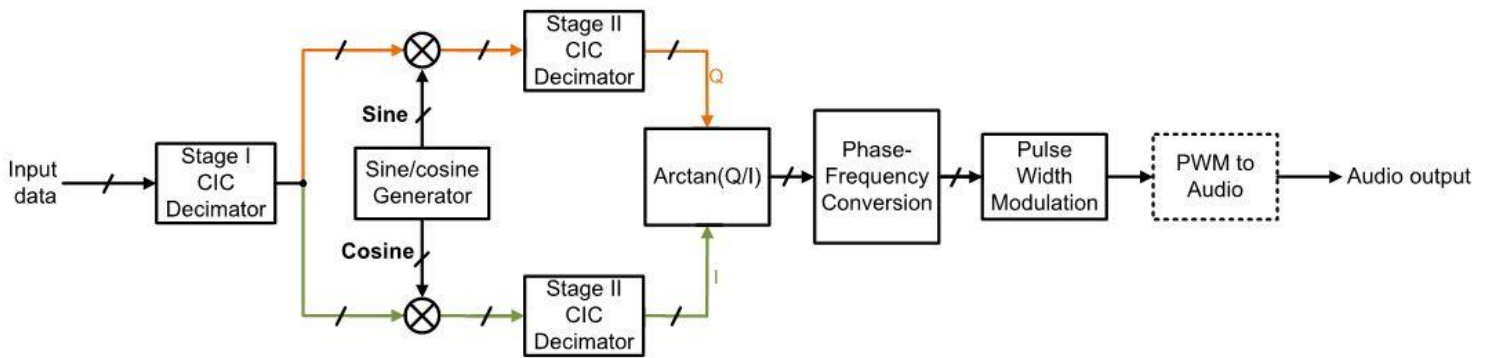 Input
data
Stage I
CIC
Decimator
Sine
Sine/cosine
Generator
Cosine
Stage II
CIC
Decimator
Q
Stage II
CIC
Decimator
I
Arctan(Q/I)
Phase-
Frequency
Conversion
Pulse
Width
Modulation
PWM to
Audio
Audio output